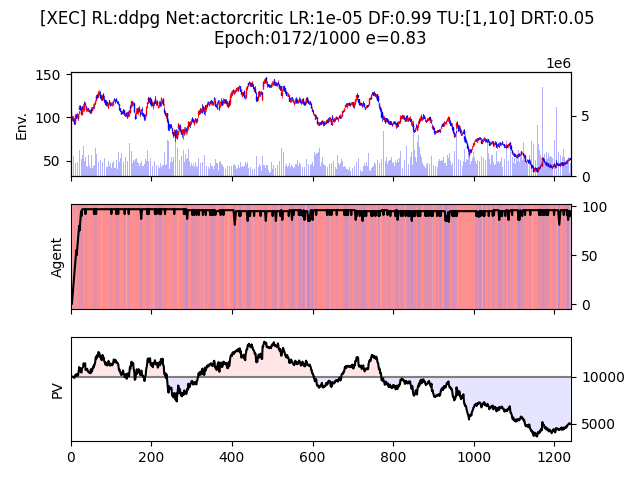 [XEC] RL:ddpg Net:actorcritic LR:1e-05 DF:0.99 TU:[1,10] DRT:0.05
Epoch:0172/1000 e=0.83
1e6
150
100
50
Env.
5
0
Agent
100
50
0
PV
10000
5000
0 200 400 600 800 1000 1200